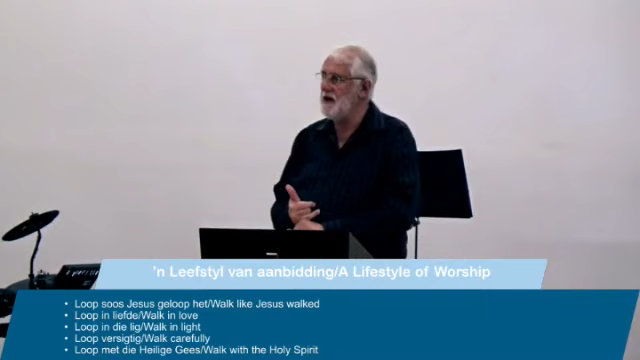 'n Leefstyl van aanbidding/A Lifestyle of Worship
• Loop soos Jesus geloop het/Walk like Jesus walked
• Loop in liefde/Walk in love
• Loop in die lig/Walk in light
• Loop versigtig/Walk carefully
• Loop met die Heilige Gees/Walk with the Holy Spirit